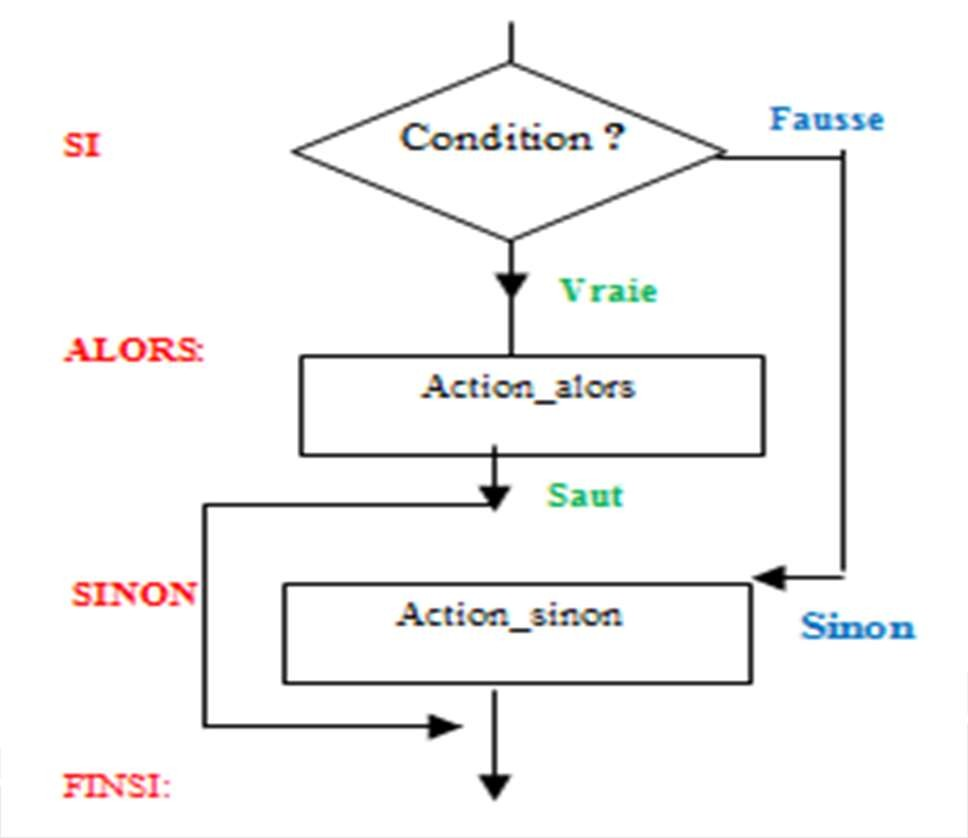 Fausse
SI
Condition ?
Vraie
ALORS:
Action_alors
Saut
SINON
Action_sinon
Sinon
FINSI: